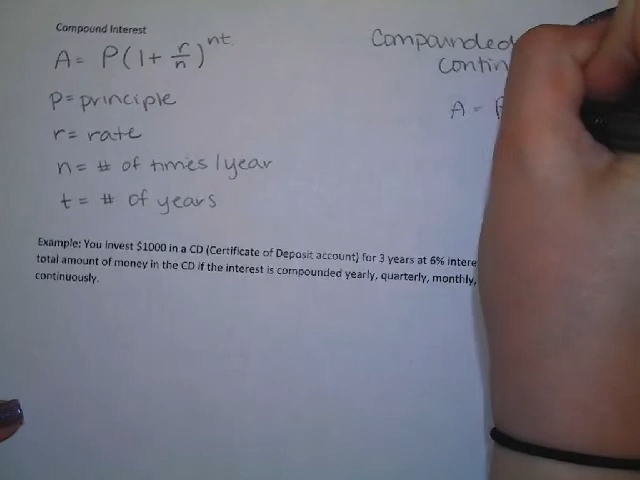 Compound Interest
A = P(1 + r/n)^nt
p = principle
r = rate
n = # of times/year
t = # of years
Compounded
contin
A =
Example: You invest $1000 in a CD (Certificate of Deposit account) for 3 years at 6% intere
total amount of money in the CD if the interest is compounded yearly, quarterly, monthly,
continuously.